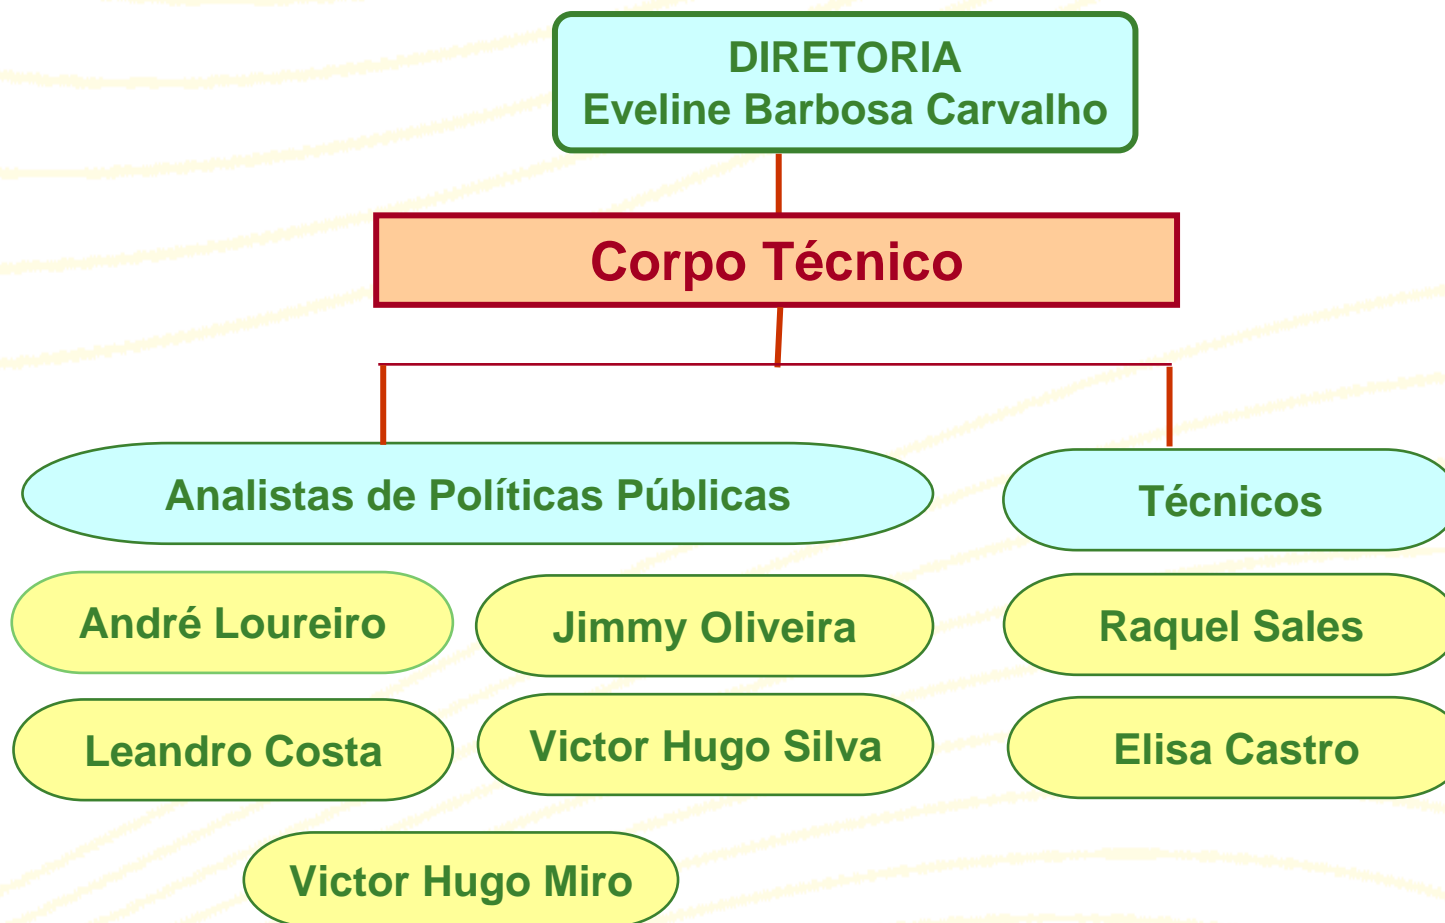 DIRETORIA
Eveline Barbosa Carvalho
Corpo Técnico
Analistas de Políticas Públicas
Técnicos
André Loureiro
Jimmy Oliveira
Raquel Sales
Leandro Costa
Victor Hugo Silva
Elisa Castro
Victor Hugo Miro